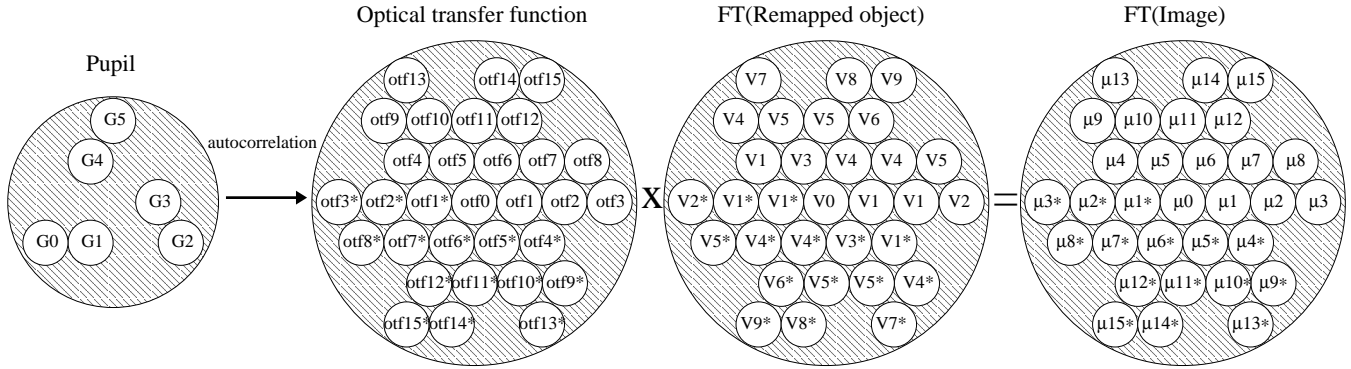 Optical transfer function
FT(Remapped object)
FT(Image)
Pupil
G5
G4
G3
G0 G1 G2
autocorrelation
otf13 otf14 otf15
otf9 otf10 otf11 otf12
otf4 otf5 otf6 otf7 otf8
otf3* otf2* otf1* otf0 otf1 otf2 otf3
otf8* otf7* otf6* otf5* otf4*
otf12* otf11* otf10* otf9*
otf15* otf14* otf13*
X
V7 V8 V9
V4 V5 V5 V6
V1 V3 V4 V4 V5
V2* V1* V1* V0 V1 V1 V2
V5* V4* V4* V3* V1*
V6* V5* V5* V4*
V9* V8* V7*
=
μ13 μ14 μ15
μ9 μ10 μ11 μ12
μ4 μ5 μ6 μ7 μ8
μ3* μ2* μ1* μ0 μ1 μ2 μ3
μ8* μ7* μ6* μ5* μ4*
μ12* μ11* μ10* μ9*
μ15* μ14* μ13*